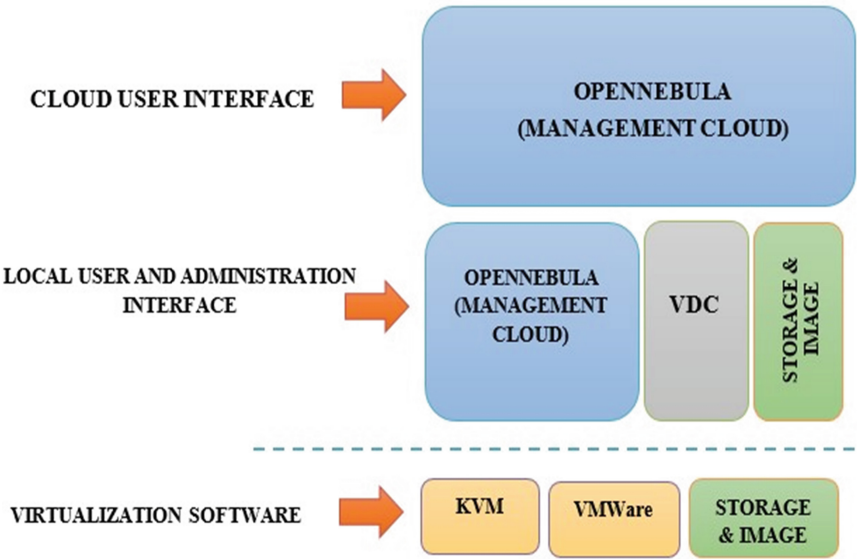 CLOUD USER INTERFACE
OPENNEBULA
(MANAGEMENT CLOUD)
LOCAL USER AND ADMINISTRATION
INTERFACE
OPENNEBULA
(MANAGEMENT
CLOUD)
VDC
STORAGE &
IMAGE
VIRTUALIZATION SOFTWARE
KVM
VMWare
STORAGE
& IMAGE